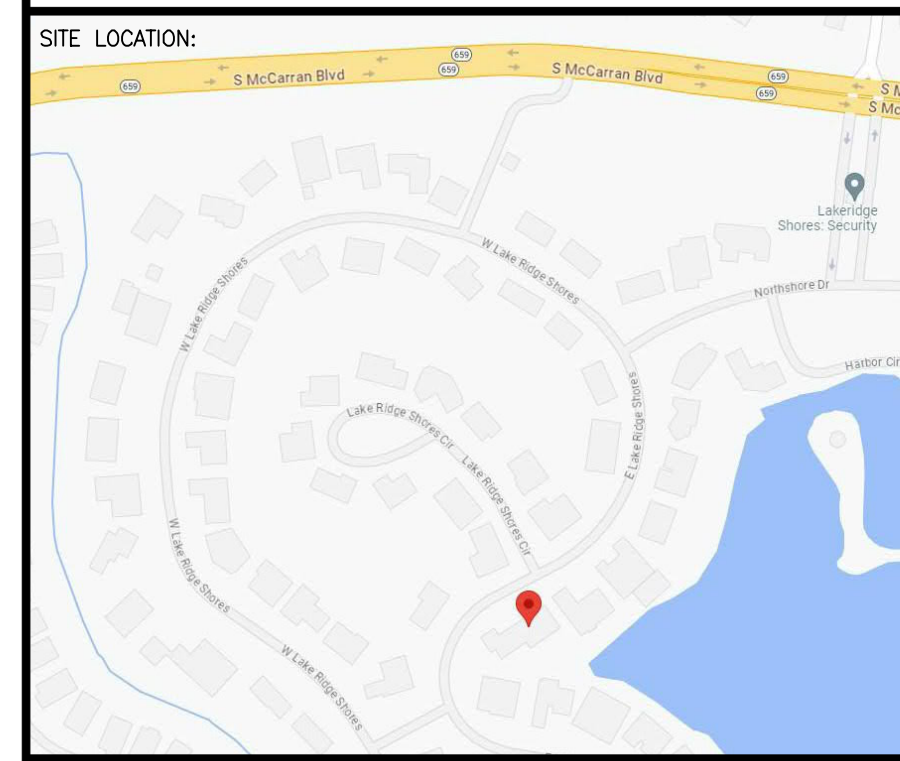 SITE LOCATION:
659
S McCarran Blvd
659
659
S McCarran Blvd
659
659
S M
S Mc
Lakeridge
Shores: Security
W Lake Ridge Shores
W Lake Ridge Shores
Northshore Dr
Harbor Cir
E Lake Ridge Shores
Lake Ridge Shores Cir
Lake Ridge Shores Cir
W Lake Ridge Shores
W Lake Ridge Shores